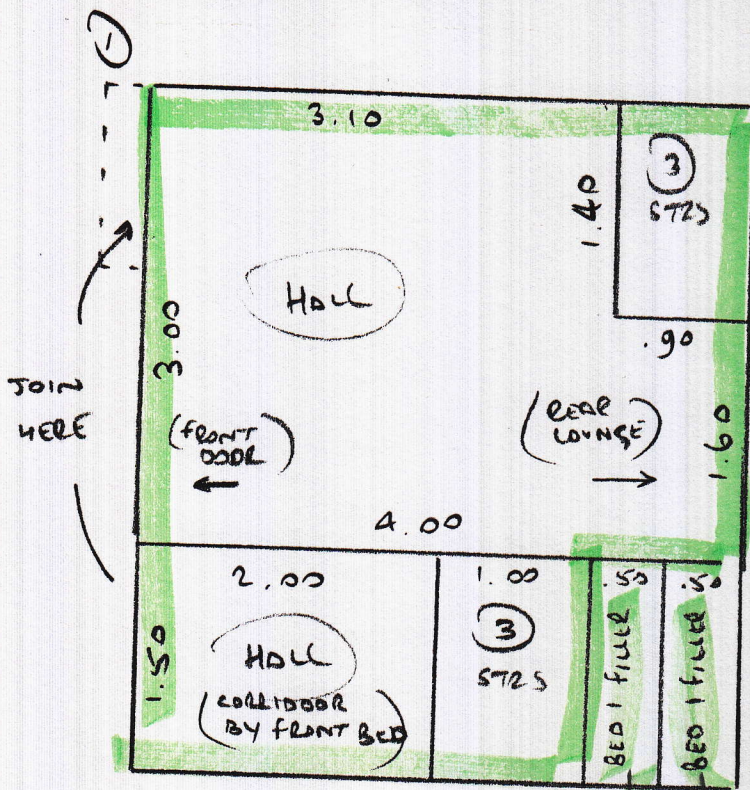 1
3.10
3
STRS
1.40
HALL
.90
3.00
JOIN
HERE
(FRONT
DOOR)
(REAR
LOUNGE)
1.60
4.00
2.00
1.00
.50
.50
3
STRS
HALL
1.50
(CORRIDOOR
BY FRONT BED)
BED 1 FILLER
BED 1 FILLER